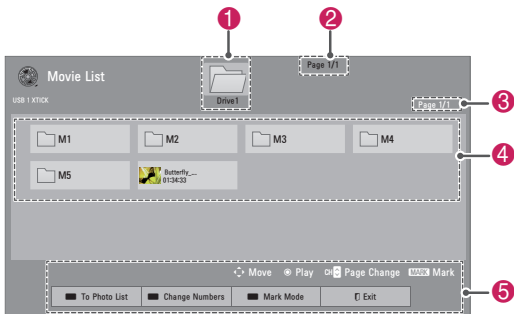 1
2
Page 1/1
Movie List
USB 1 XTICK
Drive1
Page 1/1
3
M1
M2
M3
M4
4
M5
Butterfly_...
01:34:33
Move
Play
CH
Page Change
MARK Mark
To Photo List
Change Numbers
Mark Mode
Exit
5